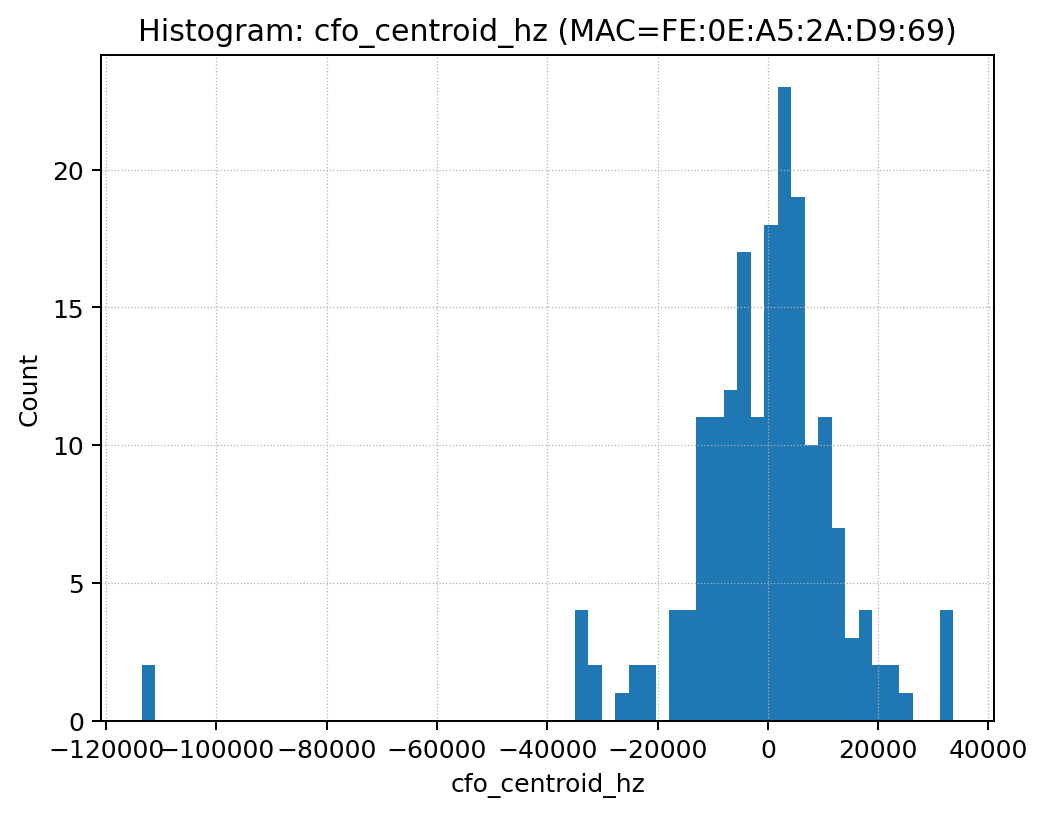 Histogram: cfo_centroid_hz (MAC=FE:0E:A5:2A:D9:69)
Count
20
15
10
5
0
−120000 −100000 −80000 −60000 −40000 −20000 0 20000 40000
cfo_centroid_hz